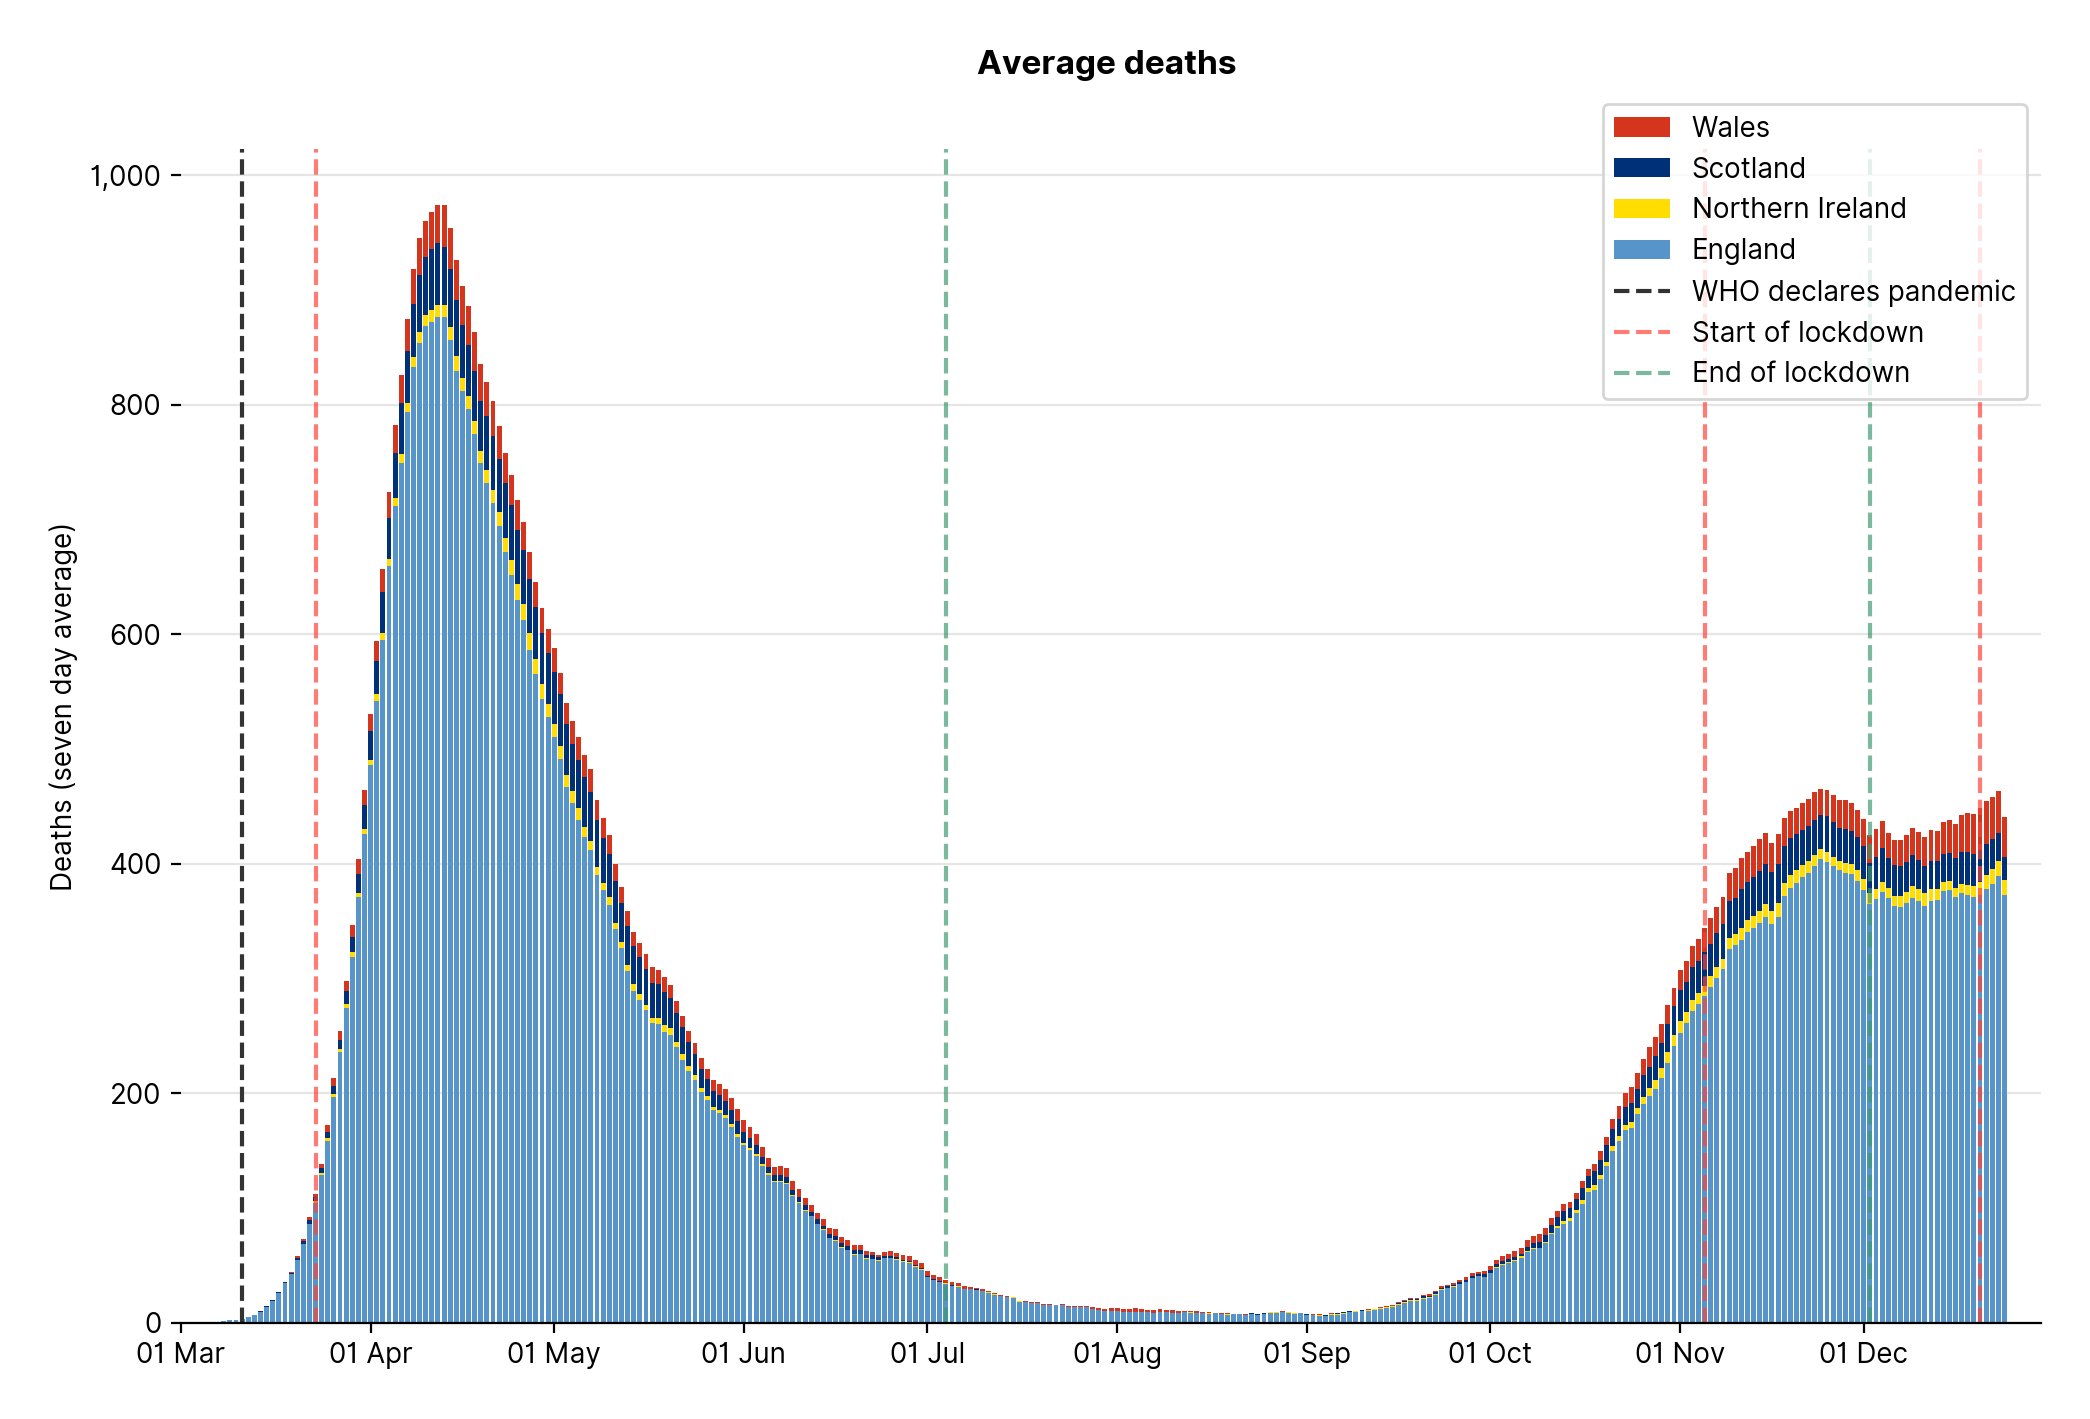 Average deaths
Wales
Scotland
Northern Ireland
England
WHO declares pandemic
Start of lockdown
End of lockdown
Deaths (seven day average)
1,000
800
600
400
200
0
01 Mar
01 Apr
01 May
01 Jun
01 Jul
01 Aug
01 Sep
01 Oct
01 Nov
01 Dec